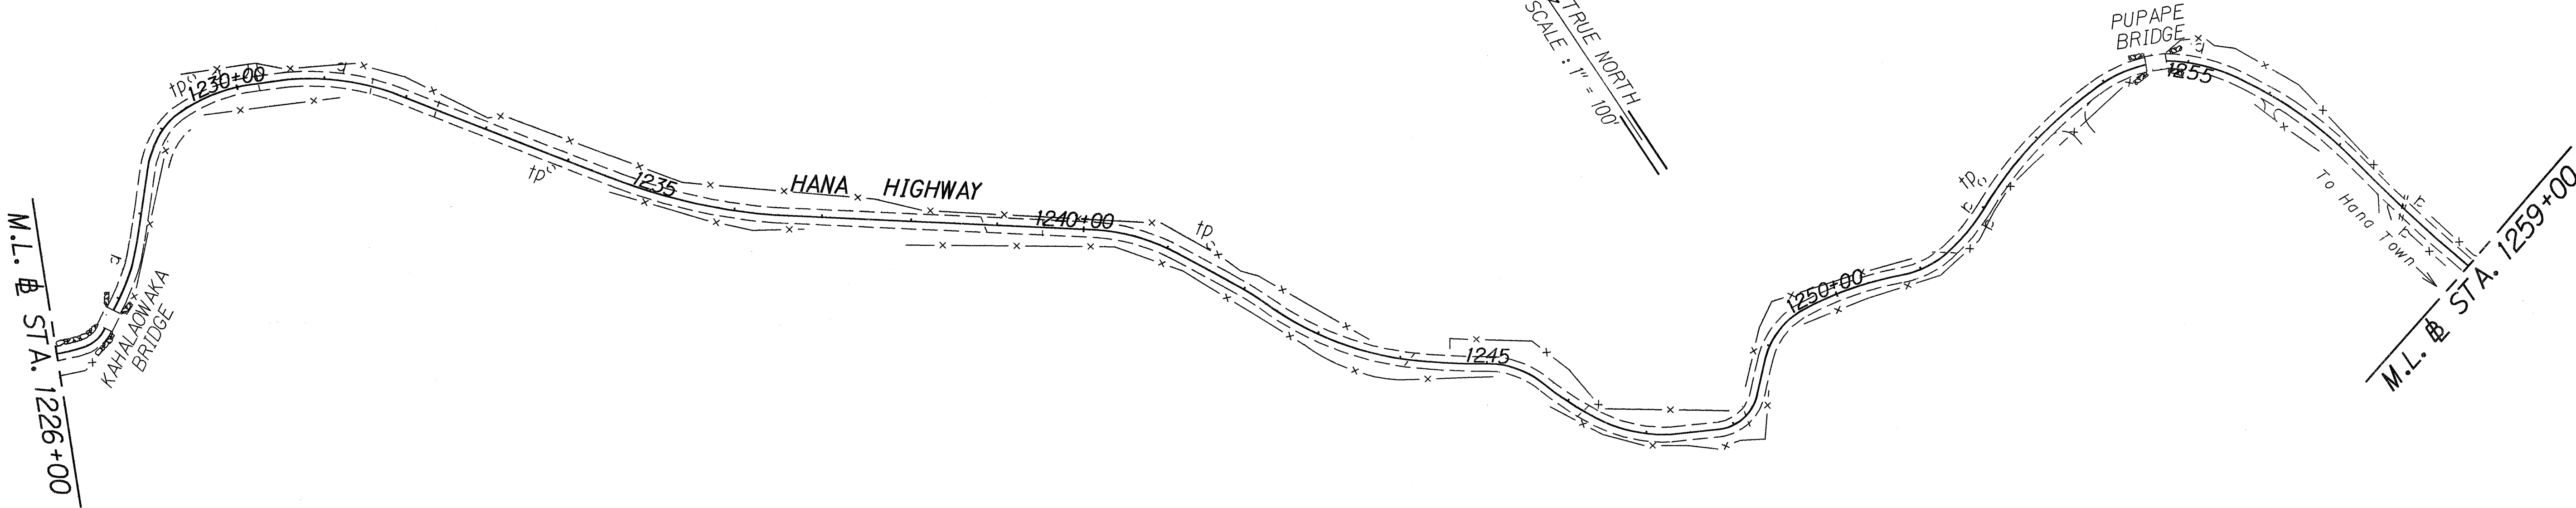 M.L. ℄ STA. 1226+00
KAHALAOWAKA
BRIDGE
tp
1230+00
tp
1235
HANA HIGHWAY
1240+00
tp
1245
TRUE NORTH
SCALE : 1" = 100'
1250+00
tp
PUPAPE
BRIDGE
1255
To Hana Town
M.L. ℄ STA. 1259+00